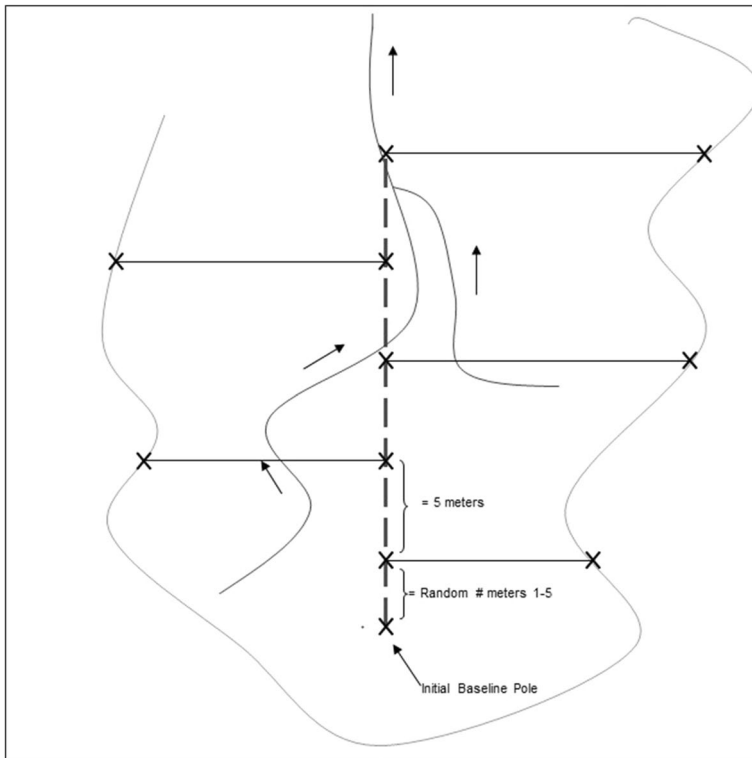 = 5 meters
= Random # meters 1-5
Initial Baseline Pole